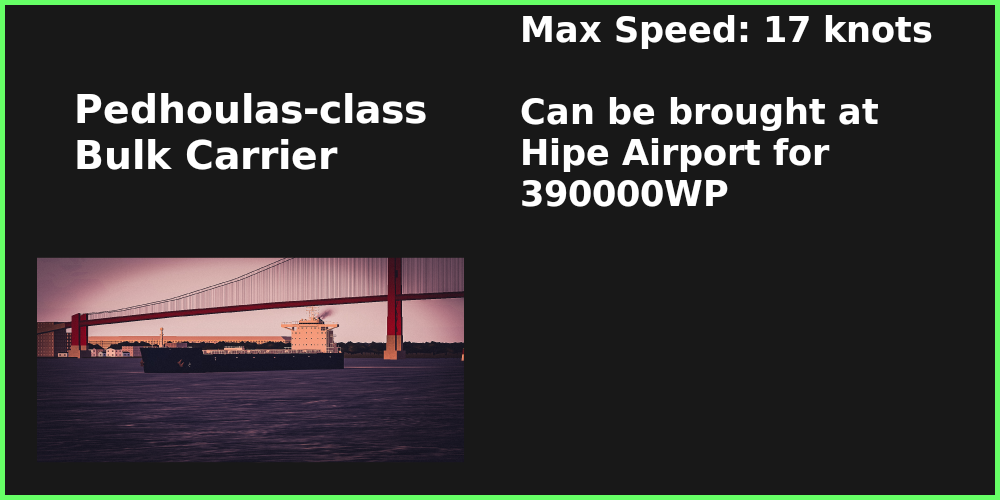 Pedhoulas-class
Bulk Carrier
Max Speed: 17 knots
Can be brought at
Hipe Airport for
390000WP